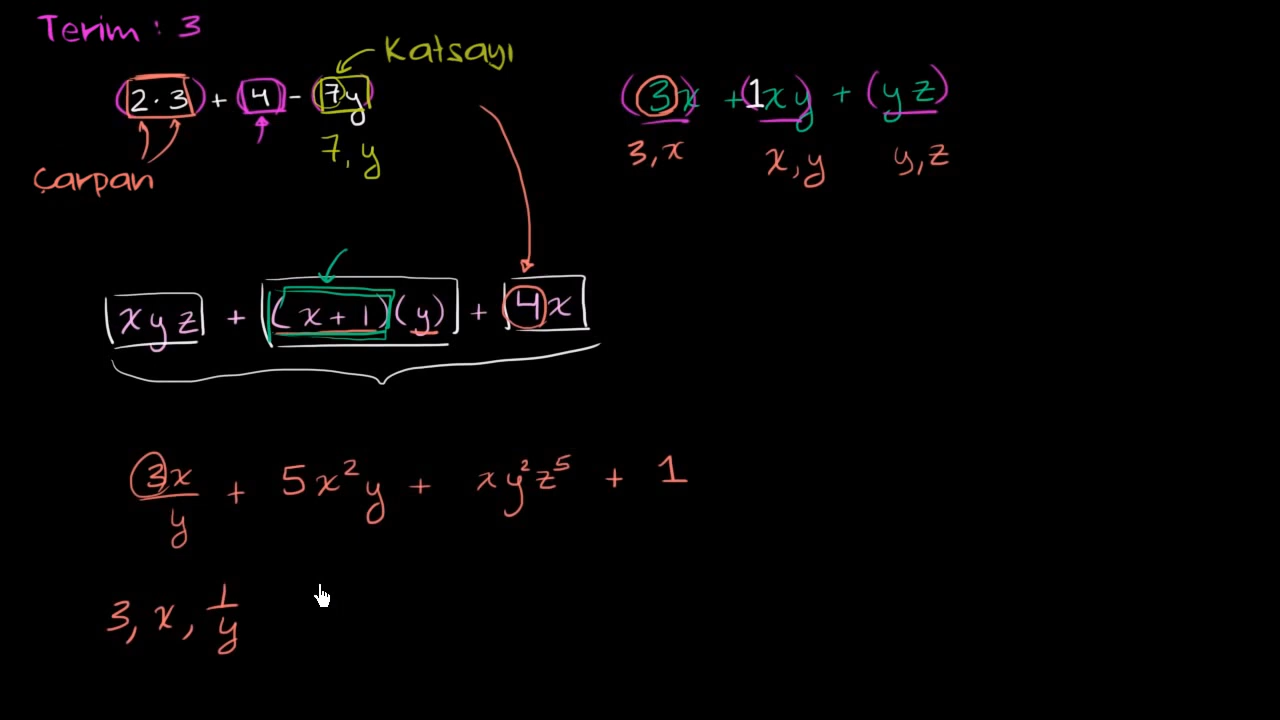 Terim : 3
Katsayı
(2·3) + 4 - (7y)
7, y
Çarpan
(3x) + (1xy) + (yz)
3, x
x, y
y, z
xyz + (x + 1)(y) + 4x
3x/y + 5x²y + xy²z⁵ + 1
3, x, 1/y